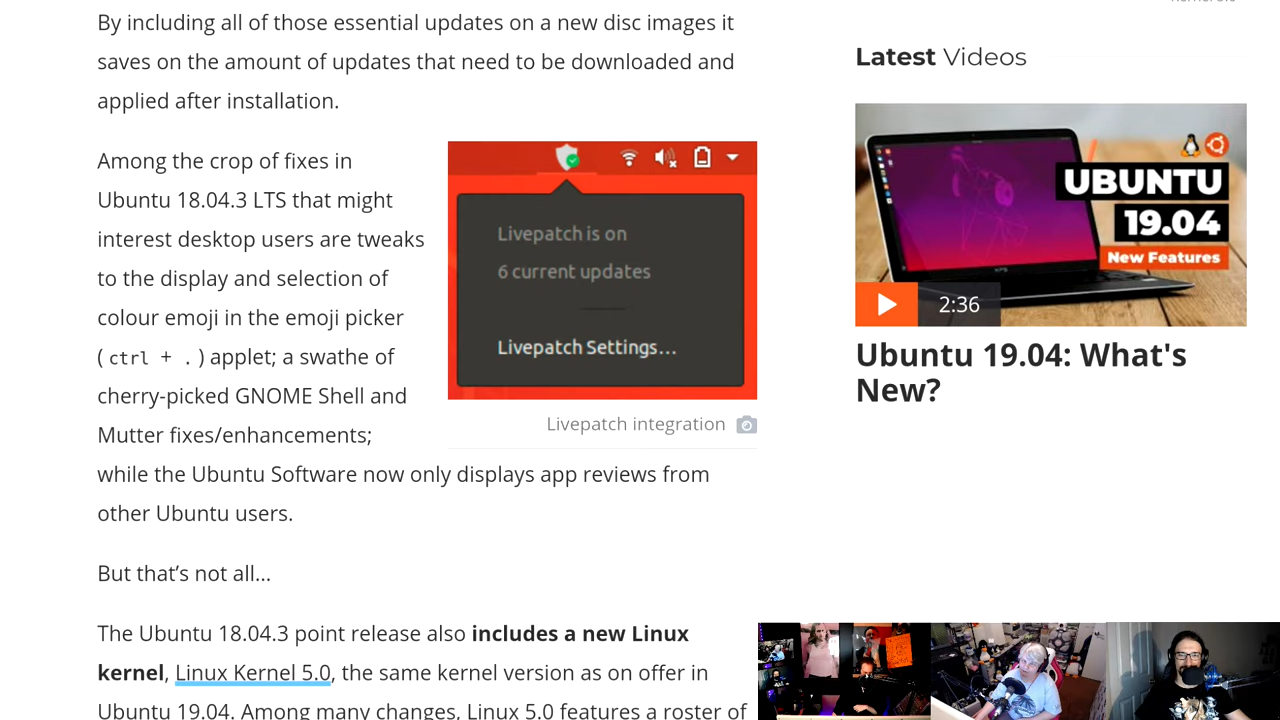 By including all of those essential updates on a new disc images it
saves on the amount of updates that need to be downloaded and
applied after installation.
Among the crop of fixes in
Ubuntu 18.04.3 LTS that might
interest desktop users are tweaks
to the display and selection of
colour emoji in the emoji picker
( ctrl + . ) applet; a swathe of
cherry-picked GNOME Shell and
Mutter fixes/enhancements;
while the Ubuntu Software now only displays app reviews from
other Ubuntu users.
Livepatch is on
6 current updates
Livepatch Settings...
Livepatch integration
But that’s not all…
The Ubuntu 18.04.3 point release also includes a new Linux
kernel, Linux Kernel 5.0, the same kernel version as on offer in
Ubuntu 19.04. Among many changes, Linux 5.0 features a roster of
Latest Videos
UBUNTU
19.04
New Features
2:36
Ubuntu 19.04: What's
New?